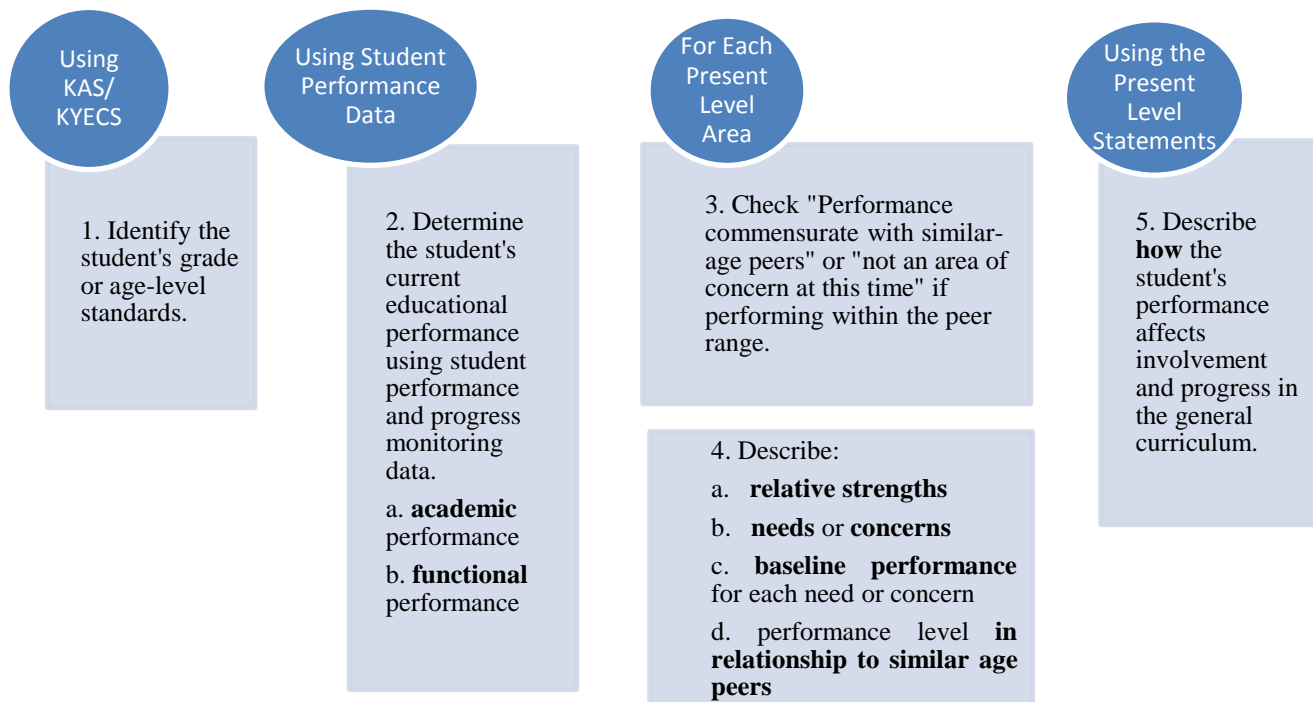 Using
KAS/
KYECS
1. Identify the
student's grade
or age-level
standards.
Using Student
Performance
Data
2. Determine
the student's
current
educational
performance
using student
performance
and progress
monitoring
data.
a. academic
performance
b. functional
performance
For Each
Present
Level
Area
3. Check "Performance
commensurate with similar-
age peers" or "not an area of
concern at this time" if
performing within the peer
range.
4. Describe:
a. relative strengths
b. needs or concerns
c. baseline performance
for each need or concern
d. performance level in
relationship to similar age
peers
Using the
Present
Level
Statements
5. Describe
how the
student's
performance
affects
involvement
and progress in
the general
curriculum.